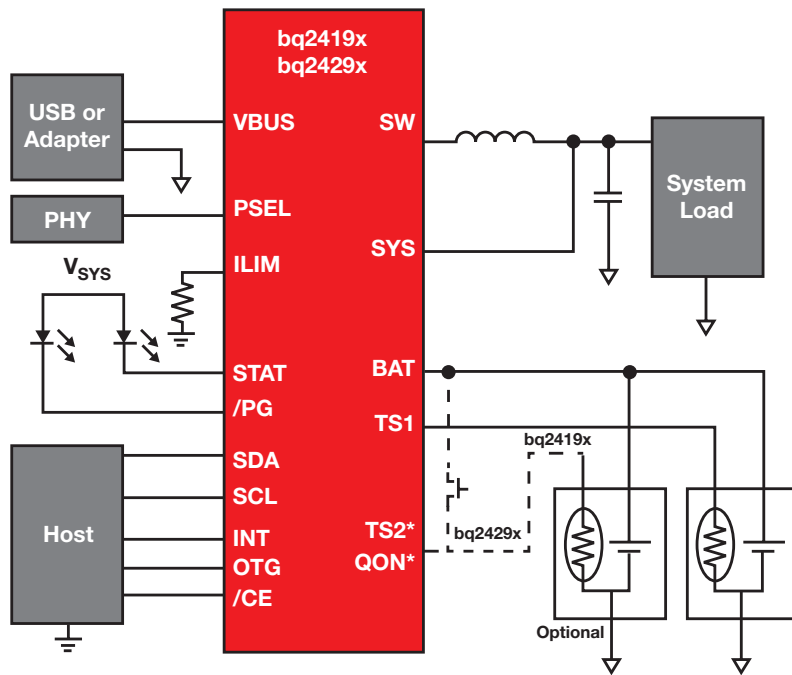 bq2419x
bq2429x
USB or
Adapter
VBUS
SW
PHY
PSEL
System
Load
SYS
VSYS
ILIM
STAT
BAT
/PG
TS1
bq2419x
SDA
SCL
Host
INT
TS2*
bq2429x
OTG
QON*
/CE
Optional